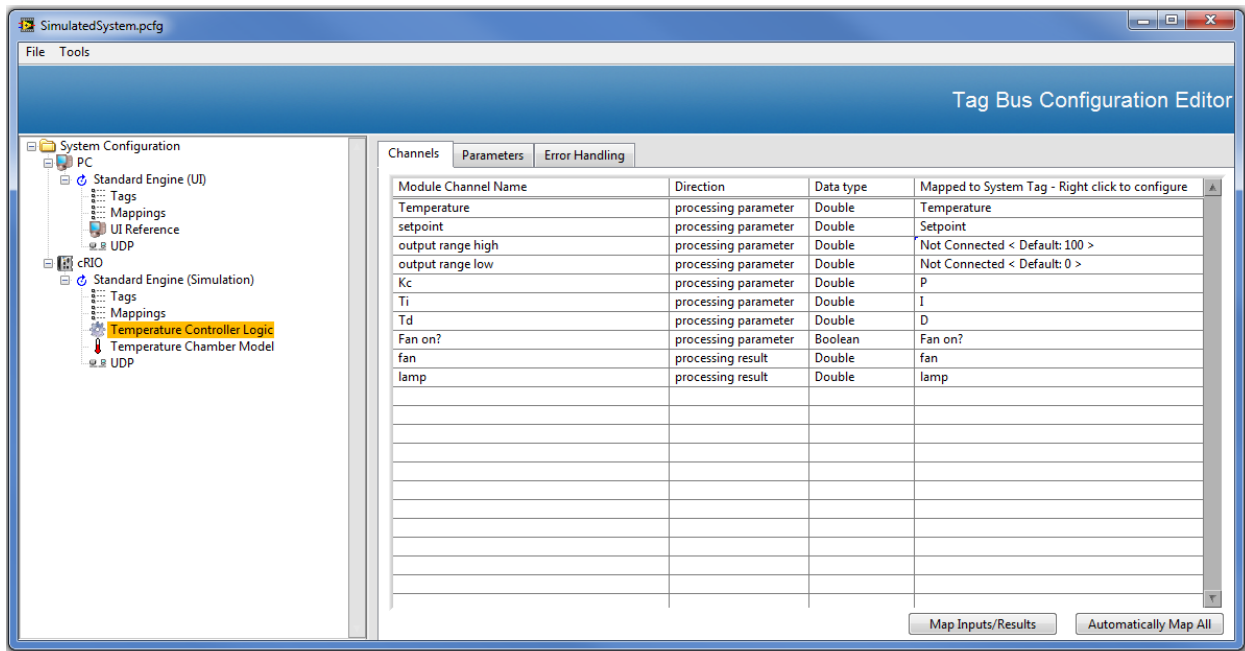 SimulatedSystem.pcfg
File Tools
Tag Bus Configuration Editor
System Configuration
PC
Standard Engine (UI)
Tags
Mappings
UI Reference
UDP
cRIO
Standard Engine (Simulation)
Tags
Mappings
Temperature Controller Logic
Temperature Chamber Model
UDP
Channels Parameters Error Handling
Module Channel Name Direction Data type Mapped to System Tag - Right click to configure
Temperature processing parameter Double Temperature
setpoint processing parameter Double Setpoint
output range high processing parameter Double Not Connected < Default: 100 >
output range low processing parameter Double Not Connected < Default: 0 >
Kc processing parameter Double P
Ti processing parameter Double I
Td processing parameter Double D
Fan on? processing parameter Boolean Fan on?
fan processing result Double fan
lamp processing result Double lamp
Map Inputs/Results Automatically Map All